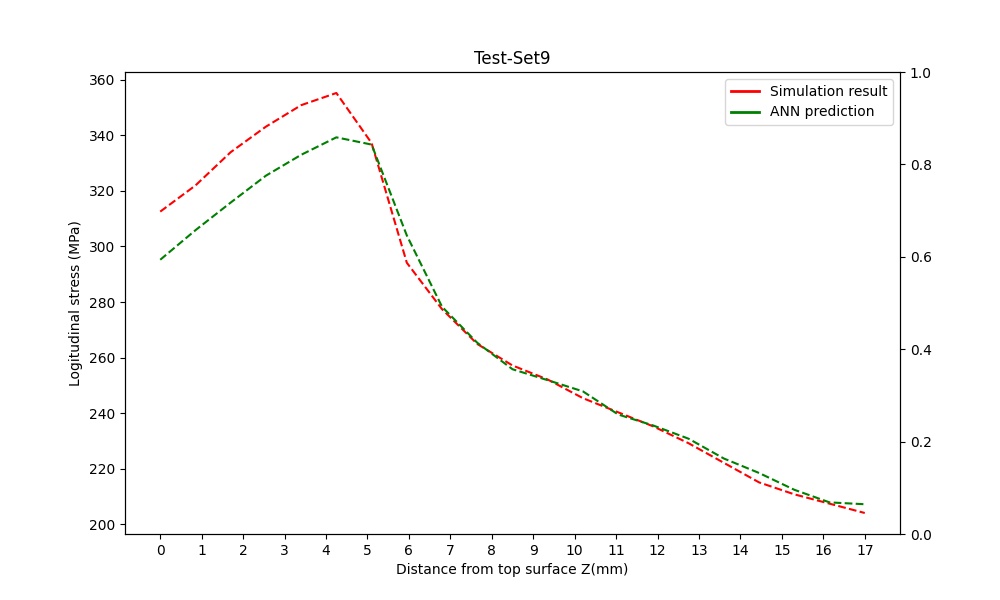 Test-Set9
Simulation result
ANN prediction
Logitudinal stress (MPa)
360
340
320
300
280
260
240
220
200
1.0
0.8
0.6
0.4
0.2
0.0
0 1 2 3 4 5 6 7 8 9 10 11 12 13 14 15 16 17
Distance from top surface Z(mm)